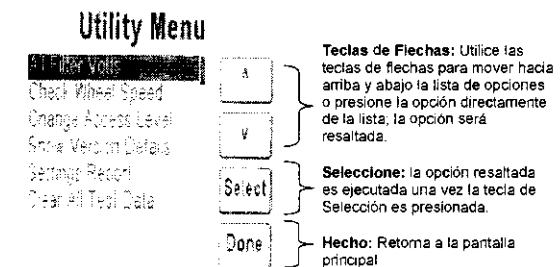 Utility Menu
A I Filter Volts
Check Wheel Speed
Change Access Level
Show Version Details
Settings Record
Clear All Test Data
∧
∨
Select
Done
Teclas de Flechas: Utilice las
teclas de flechas para mover hacia
arriba y abajo la lista de opciones
o presione la opción directamente
de la lista; la opción será
resaltada.
Seleccione: la opción resaltada
es ejecutada una vez la tecla de
Selección es presionada.
Hecho: Retorna a la pantalla
principal